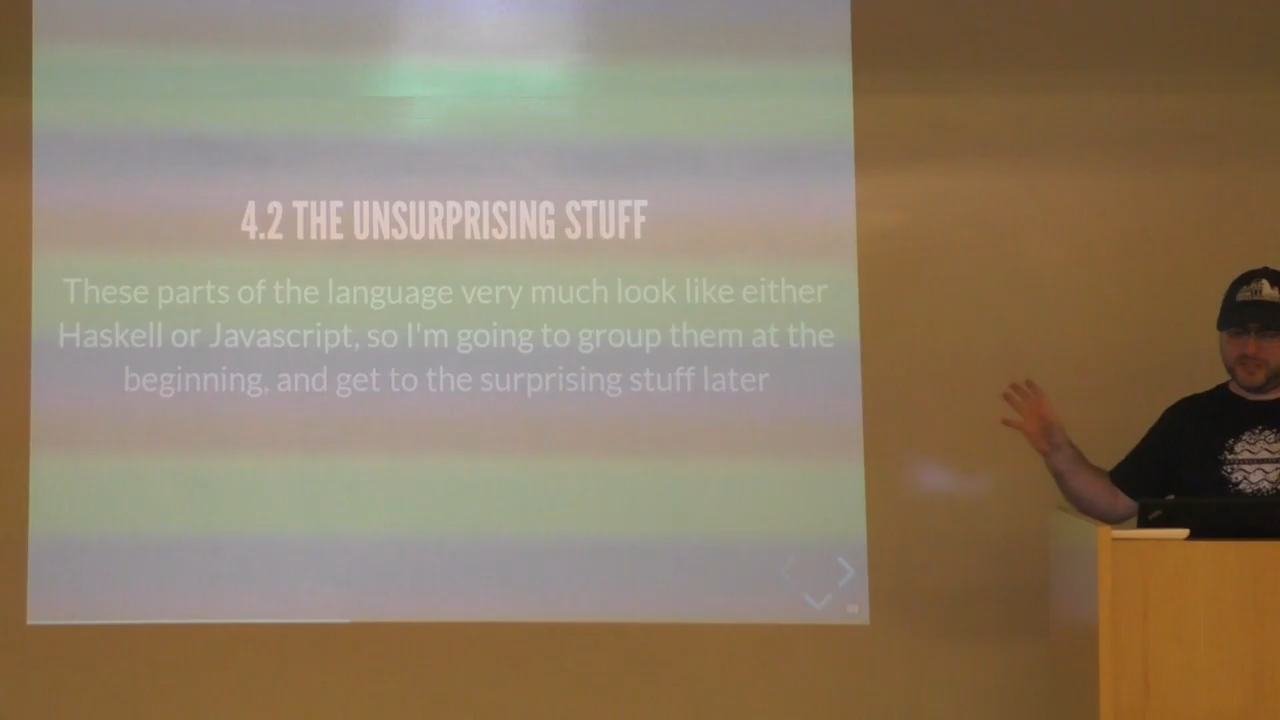 4.2 THE UNSURPRISING STUFF
These parts of the language very much look like either
Haskell or Javascript, so I'm going to group them at the
beginning, and get to the surprising stuff later